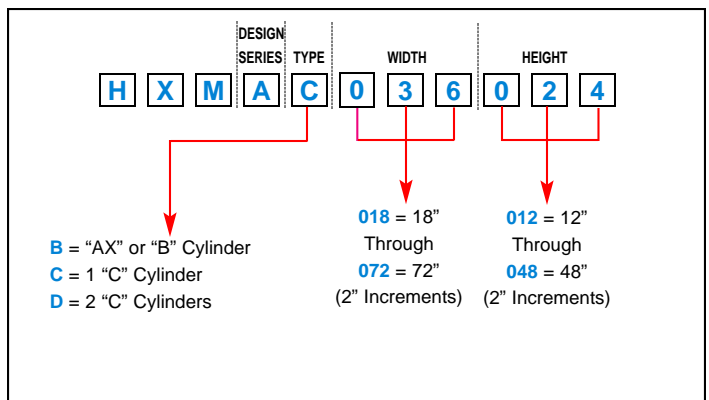 DESIGN
SERIES TYPE WIDTH HEIGHT
H X M A C 0 3 6 0 2 4
018 = 18” 012 = 12”
B = “AX” or “B” Cylinder Through Through
C = 1 “C” Cylinder 072 = 72” 048 = 48”
D = 2 “C” Cylinders (2” Increments) (2” Increments)